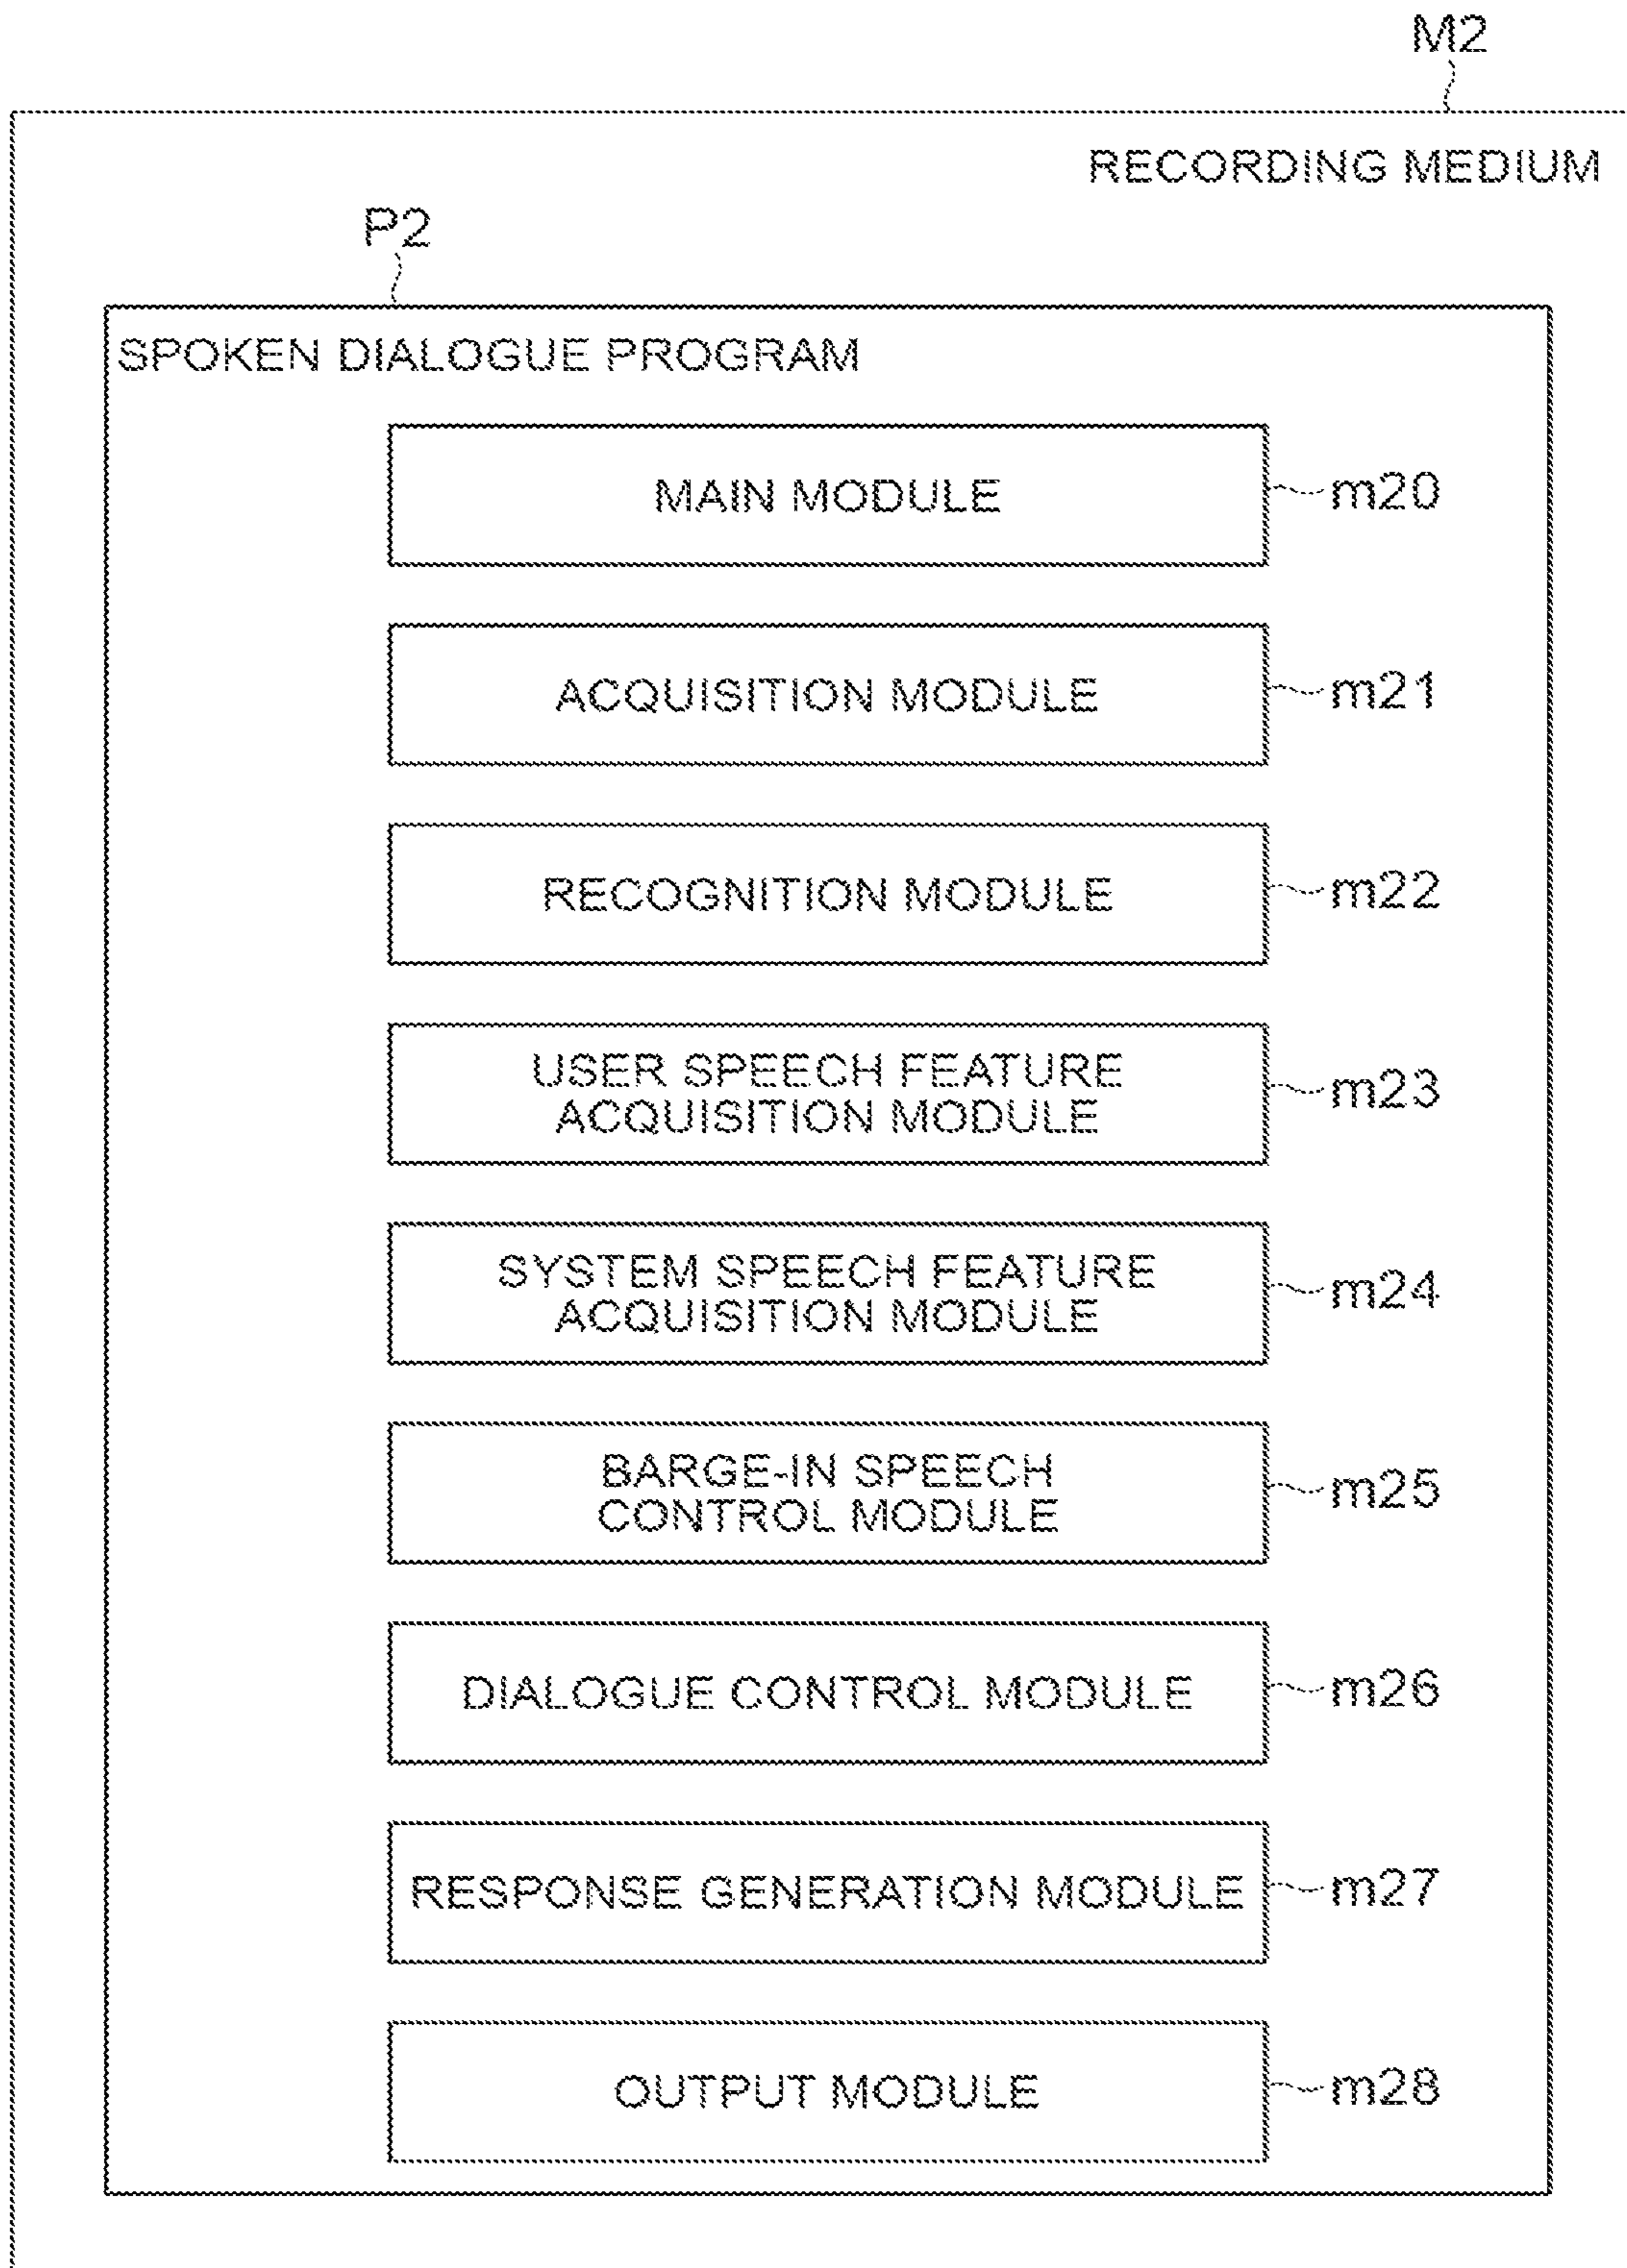 M2
RECORDING MEDIUM
P2
SPOKEN DIALOGUE PROGRAM
MAIN MODULE
m20
ACQUISITION MODULE
m21
RECOGNITION MODULE
m22
USER SPEECH FEATURE
ACQUISITION MODULE
m23
SYSTEM SPEECH FEATURE
ACQUISITION MODULE
m24
BARGE-IN SPEECH
CONTROL MODULE
m25
DIALOGUE CONTROL MODULE
m26
RESPONSE GENERATION MODULE
m27
OUTPUT MODULE
m28